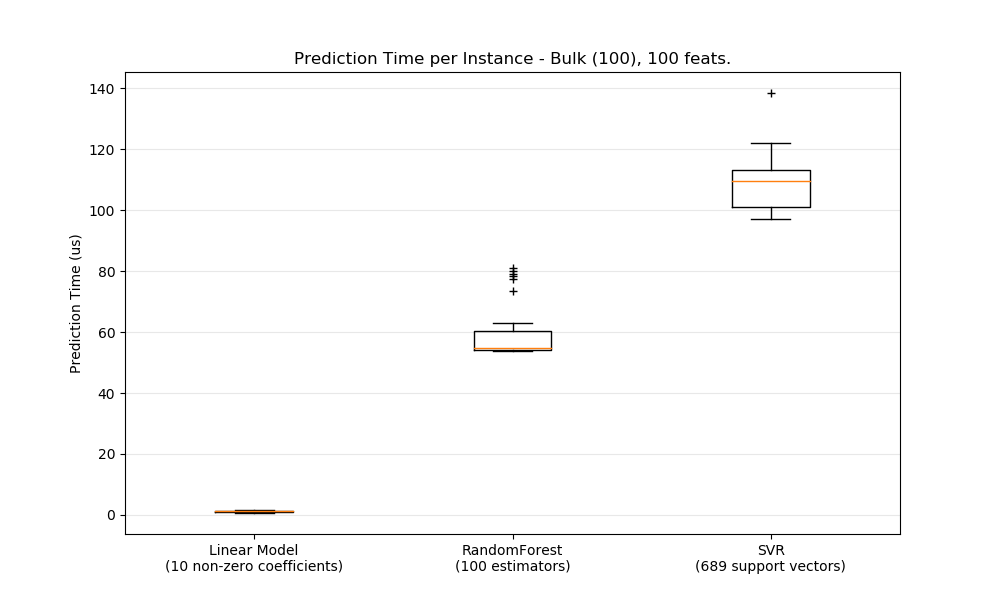 Prediction Time per Instance - Bulk (100), 100 feats.
Prediction Time (us)
140
120
100
80
60
40
20
0
Linear Model
(10 non-zero coefficients)
RandomForest
(100 estimators)
SVR
(689 support vectors)